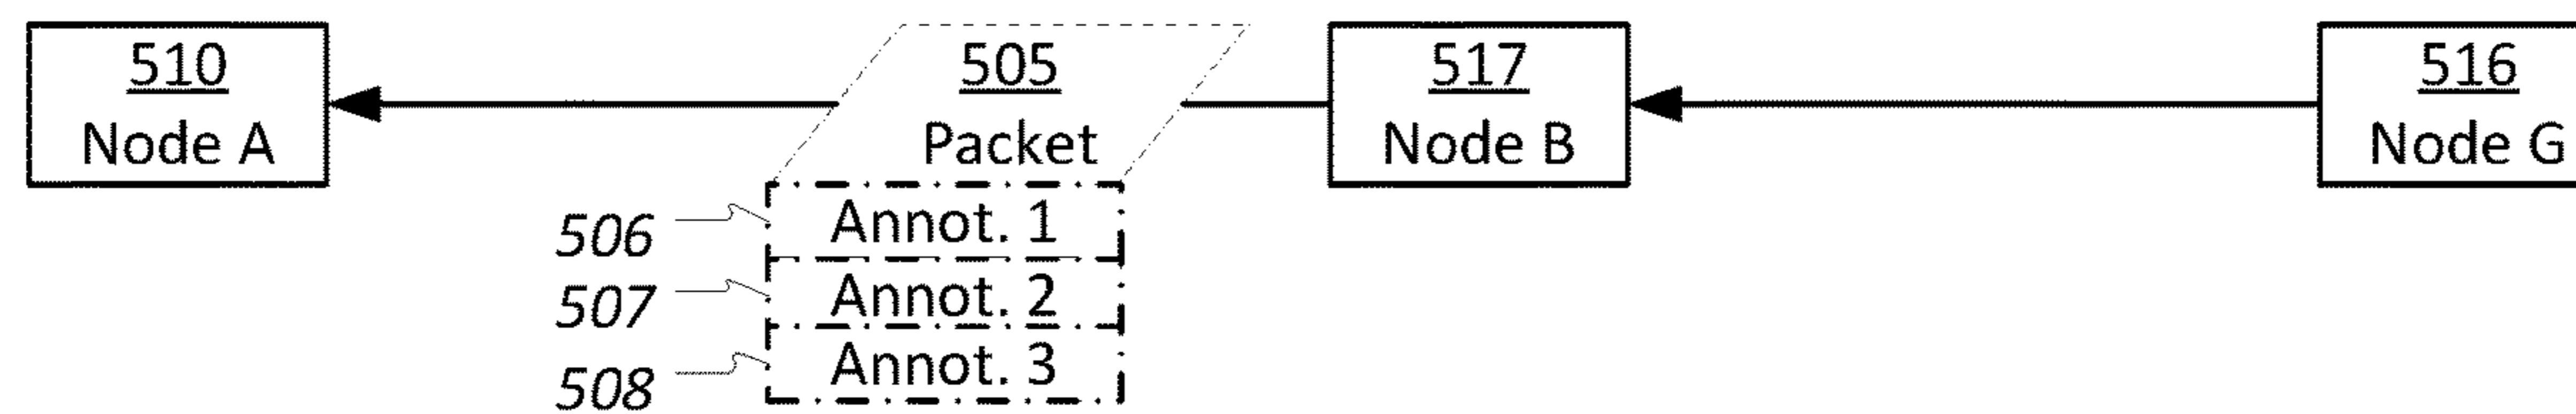 510
Node A
505
Packet
517
Node B
516
Node G
506
Annot. 1
507
Annot. 2
508
Annot. 3